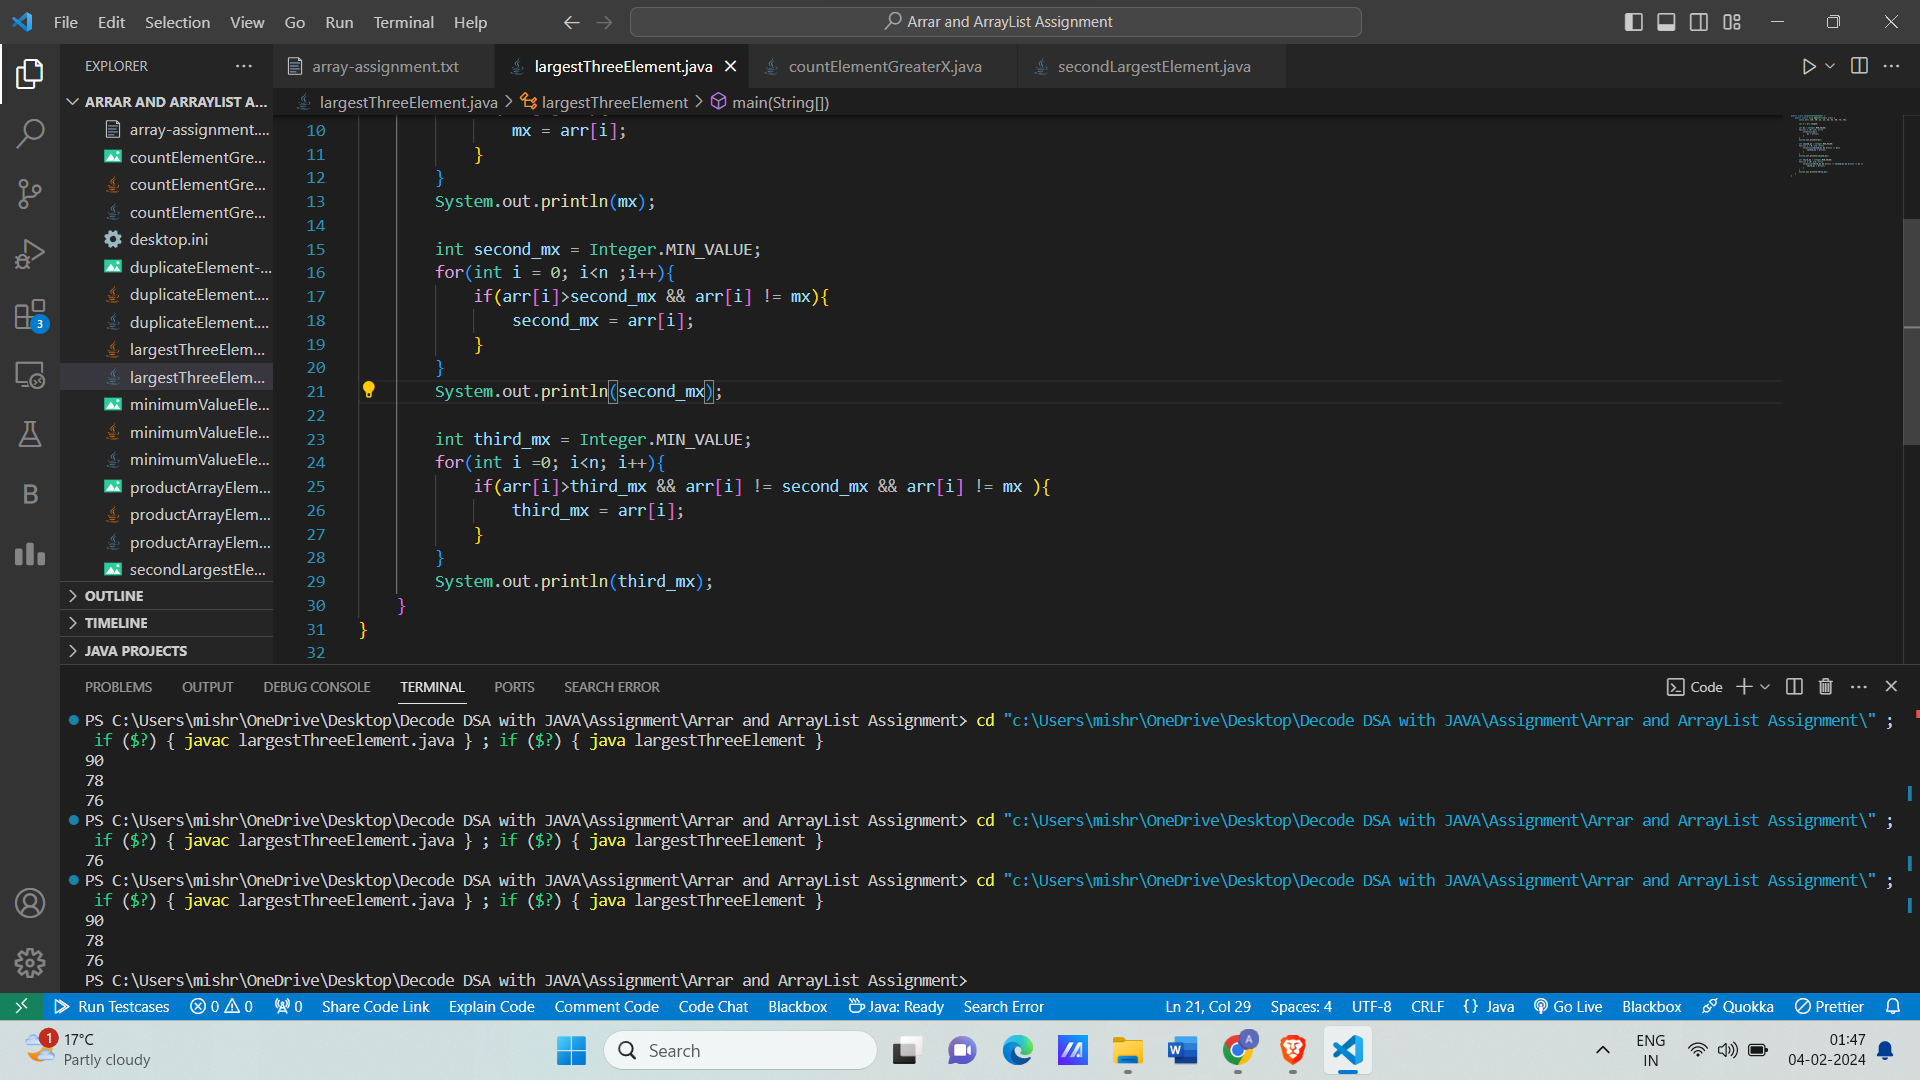 File Edit Selection View Go Run Terminal Help
Arrar and ArrayList Assignment
EXPLORER
array-assignment.txt
largestThreeElement.java
countElementGreaterX.java
secondLargestElement.java
largestThreeElement.java > largestThreeElement > main(String[])
ARRAR AND ARRAYLIST A...
array-assignment....
countElementGre...
countElementGre...
countElementGre...
desktop.ini
duplicateElement-...
duplicateElement....
duplicateElement....
largestThreeElem...
largestThreeElem...
minimumValueEle...
minimumValueEle...
minimumValueEle...
productArrayElem...
productArrayElem...
productArrayElem...
secondLargestEle...
OUTLINE
TIMELINE
JAVA PROJECTS
3
B
10 mx = arr[i];
11 }
12 }
13 System.out.println(mx);
14
15 int second_mx = Integer.MIN_VALUE;
16 for(int i = 0; i<n ;i++){
17 if(arr[i]>second_mx && arr[i] != mx){
18 second_mx = arr[i];
19 }
20 }
21 System.out.println(second_mx);
22
23 int third_mx = Integer.MIN_VALUE;
24 for(int i =0; i<n; i++){
25 if(arr[i]>third_mx && arr[i] != second_mx && arr[i] != mx ){
26 third_mx = arr[i];
27 }
28 }
29 System.out.println(third_mx);
30 }
31 }
32
PROBLEMS OUTPUT DEBUG CONSOLE TERMINAL PORTS SEARCH ERROR
Code
PS C:\Users\mishr\OneDrive\Desktop\Decode DSA with JAVA\Assignment\Arrar and ArrayList Assignment> cd "c:\Users\mishr\OneDrive\Desktop\Decode DSA with JAVA\Assignment\Arrar and ArrayList Assignment\" ;
if ($?) { javac largestThreeElement.java } ; if ($?) { java largestThreeElement }
90
78
76
PS C:\Users\mishr\OneDrive\Desktop\Decode DSA with JAVA\Assignment\Arrar and ArrayList Assignment> cd "c:\Users\mishr\OneDrive\Desktop\Decode DSA with JAVA\Assignment\Arrar and ArrayList Assignment\" ;
if ($?) { javac largestThreeElement.java } ; if ($?) { java largestThreeElement }
76
PS C:\Users\mishr\OneDrive\Desktop\Decode DSA with JAVA\Assignment\Arrar and ArrayList Assignment> cd "c:\Users\mishr\OneDrive\Desktop\Decode DSA with JAVA\Assignment\Arrar and ArrayList Assignment\" ;
if ($?) { javac largestThreeElement.java } ; if ($?) { java largestThreeElement }
90
78
76
PS C:\Users\mishr\OneDrive\Desktop\Decode DSA with JAVA\Assignment\Arrar and ArrayList Assignment>
Run Testcases 0 0 0 Share Code Link Explain Code Comment Code Code Chat Blackbox Java: Ready Search Error Ln 21, Col 29 Spaces: 4 UTF-8 CRLF {} Java Go Live Blackbox Quokka Prettier
1 17°C
Partly cloudy
Search
A
ENG
IN
01:47
04-02-2024